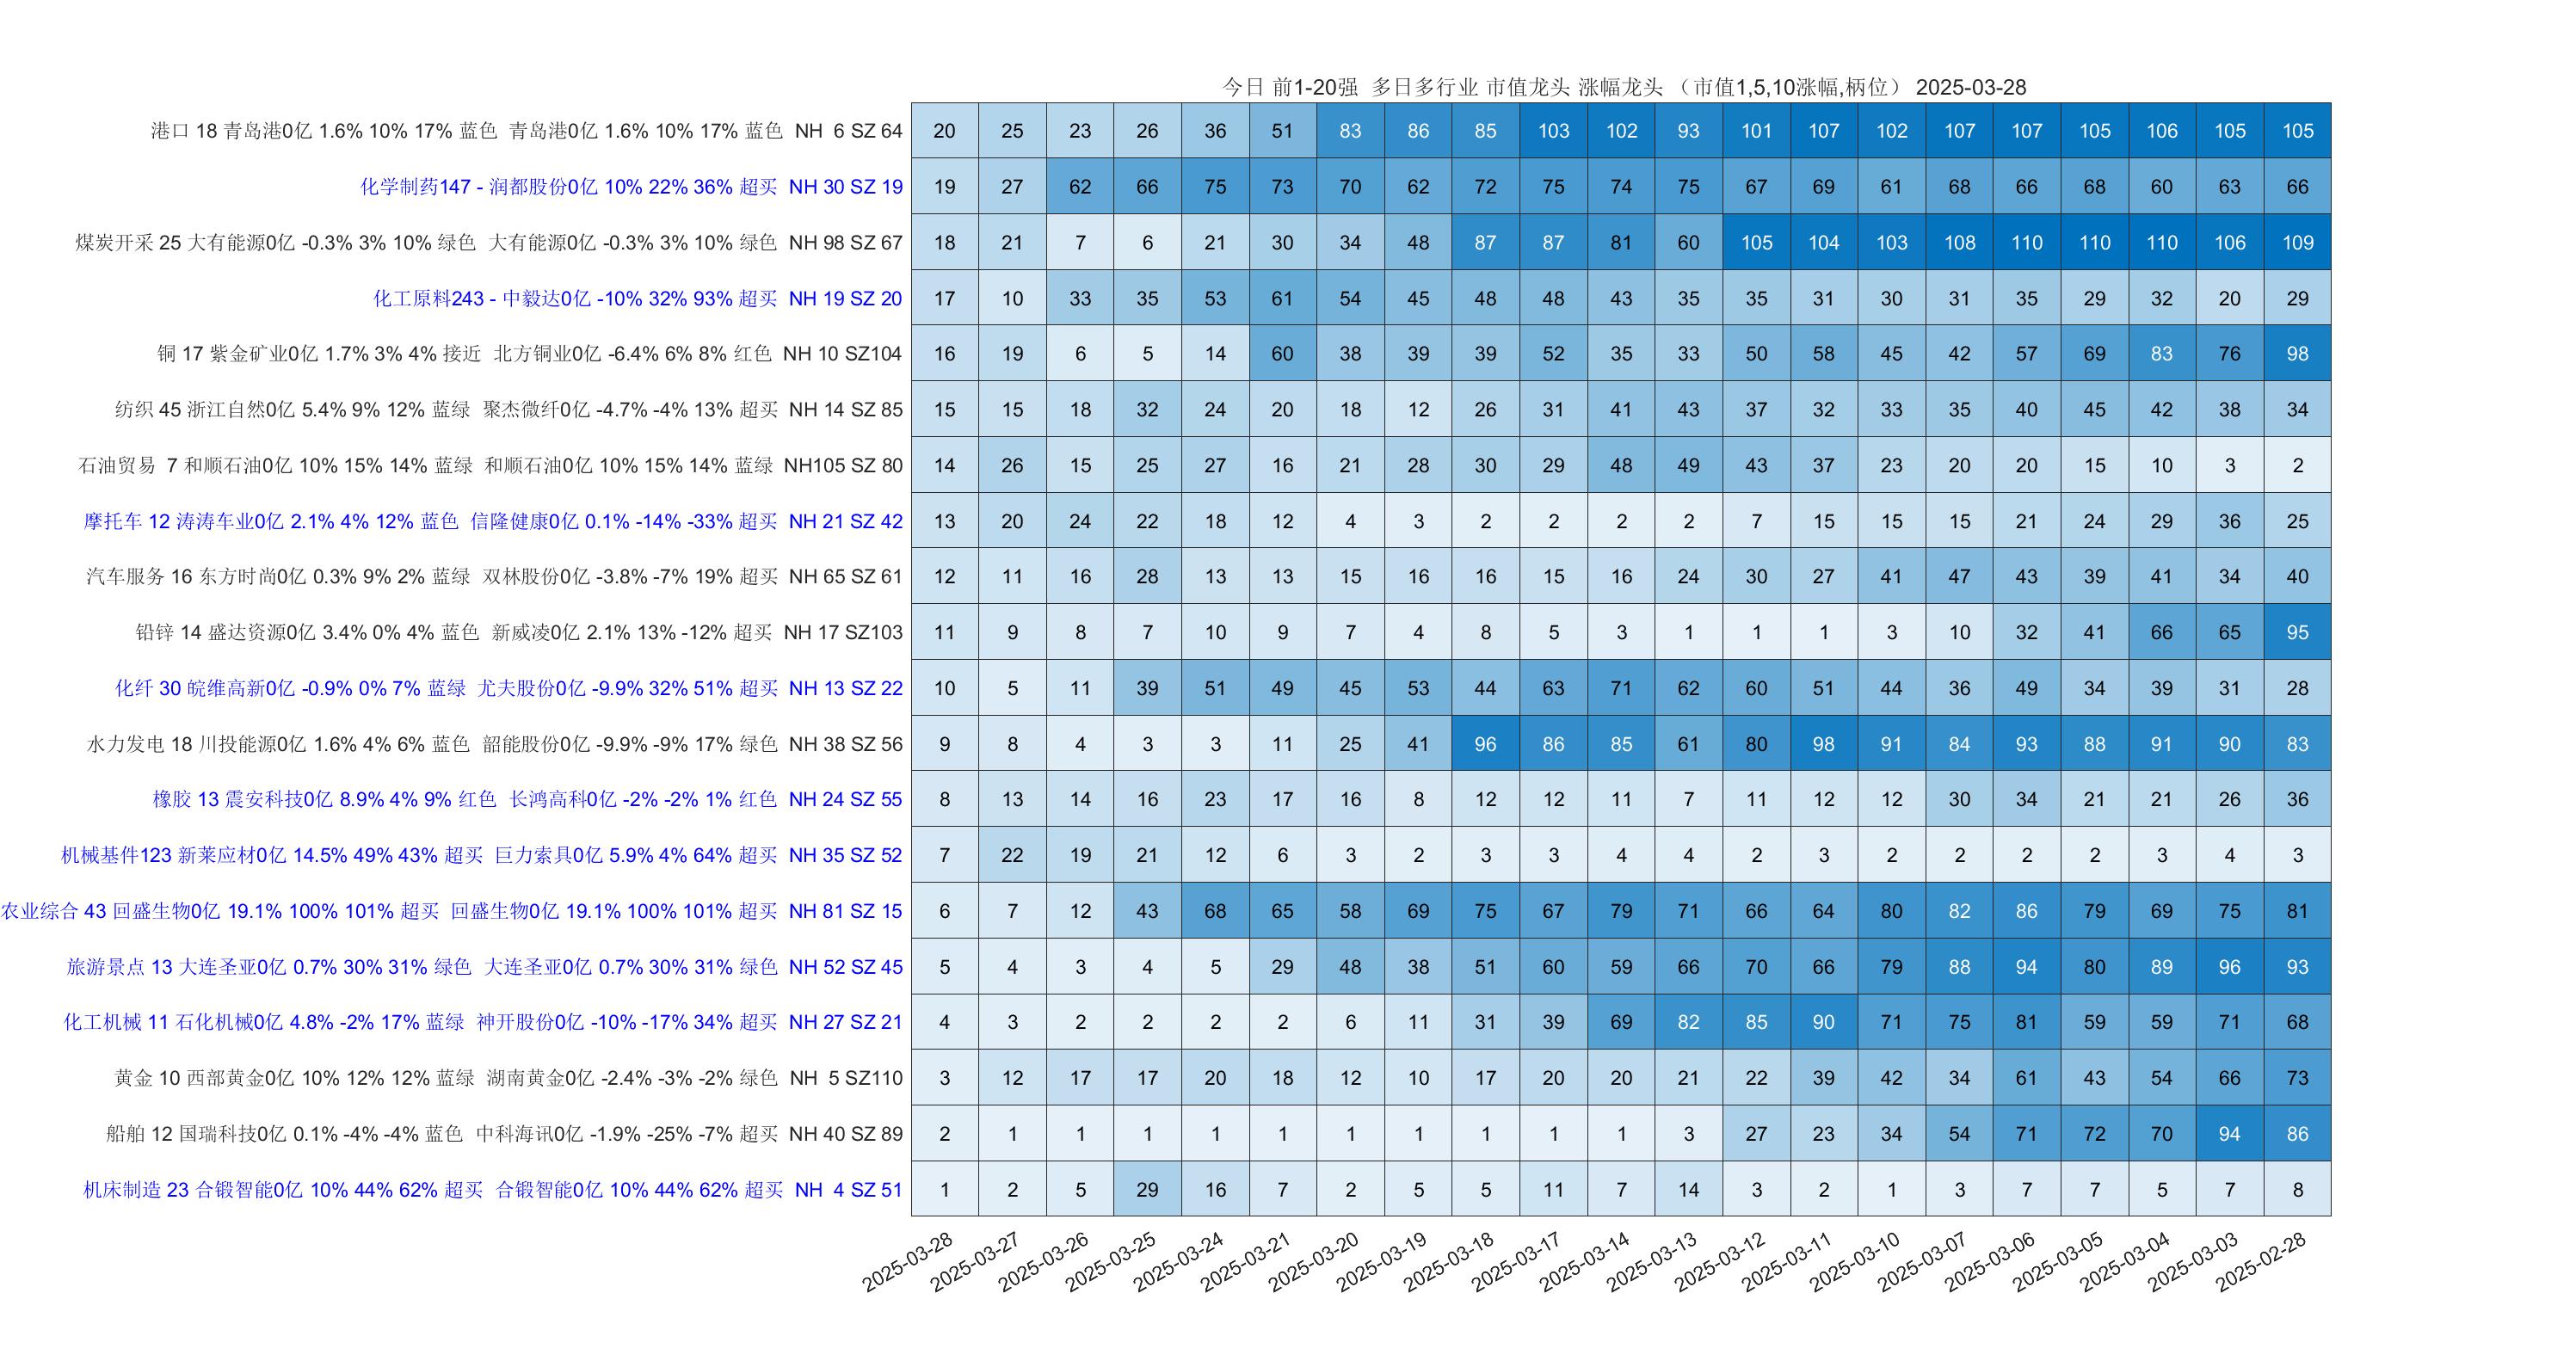 今日 前1-20强 多日多行业 市值龙头 涨幅龙头 （市值1,5,10涨幅,柄位） 2025-03-28
港口 18 青岛港0亿 1.6% 10% 17% 蓝色 青岛港0亿 1.6% 10% 17% 蓝色 NH 6 SZ 64 20 25 23 26 36 51 83 86 85 103 102 93 101 107 102 107 107 105 106 105 105
化学制药147 - 润都股份0亿 10% 22% 36% 超买 NH 30 SZ 19 19 27 62 66 75 73 70 62 72 75 74 75 67 69 61 68 66 68 60 63 66
煤炭开采 25 大有能源0亿 -0.3% 3% 10% 绿色 大有能源0亿 -0.3% 3% 10% 绿色 NH 98 SZ 67 18 21 7 6 21 30 34 48 87 87 81 60 105 104 103 108 110 110 110 106 109
化工原料243 - 中毅达0亿 -10% 32% 93% 超买 NH 19 SZ 20 17 10 33 35 53 61 54 45 48 48 43 35 35 31 30 31 35 29 32 20 29
铜 17 紫金矿业0亿 1.7% 3% 4% 接近 北方铜业0亿 -6.4% 6% 8% 红色 NH 10 SZ104 16 19 6 5 14 60 38 39 39 52 35 33 50 58 45 42 57 69 83 76 98
纺织 45 浙江自然0亿 5.4% 9% 12% 蓝绿 聚杰微纤0亿 -4.7% -4% 13% 超买 NH 14 SZ 85 15 15 18 32 24 20 18 12 26 31 41 43 37 32 33 35 40 45 42 38 34
石油贸易 7 和顺石油0亿 10% 15% 14% 蓝绿 和顺石油0亿 10% 15% 14% 蓝绿 NH105 SZ 80 14 26 15 25 27 16 21 28 30 29 48 49 43 37 23 20 20 15 10 3 2
摩托车 12 涛涛车业0亿 2.1% 4% 12% 蓝色 信隆健康0亿 0.1% -14% -33% 超买 NH 21 SZ 42 13 20 24 22 18 12 4 3 2 2 2 2 7 15 15 15 21 24 29 36 25
汽车服务 16 东方时尚0亿 0.3% 9% 2% 蓝绿 双林股份0亿 -3.8% -7% 19% 超买 NH 65 SZ 61 12 11 16 28 13 13 15 16 16 15 16 24 30 27 41 47 43 39 41 34 40
铅锌 14 盛达资源0亿 3.4% 0% 4% 蓝色 新威凌0亿 2.1% 13% -12% 超买 NH 17 SZ103 11 9 8 7 10 9 7 4 8 5 3 1 1 1 3 10 32 41 66 65 95
化纤 30 皖维高新0亿 -0.9% 0% 7% 蓝绿 尤夫股份0亿 -9.9% 32% 51% 超买 NH 13 SZ 22 10 5 11 39 51 49 45 53 44 63 71 62 60 51 44 36 49 34 39 31 28
水力发电 18 川投能源0亿 1.6% 4% 6% 蓝色 韶能股份0亿 -9.9% -9% 17% 绿色 NH 38 SZ 56 9 8 4 3 3 11 25 41 96 86 85 61 80 98 91 84 93 88 91 90 83
橡胶 13 震安科技0亿 8.9% 4% 9% 红色 长鸿高科0亿 -2% -2% 1% 红色 NH 24 SZ 55 8 13 14 16 23 17 16 8 12 12 11 7 11 12 12 30 34 21 21 26 36
机械基件123 新莱应材0亿 14.5% 49% 43% 超买 巨力索具0亿 5.9% 4% 64% 超买 NH 35 SZ 52 7 22 19 21 12 6 3 2 3 3 4 4 2 3 2 2 2 2 3 4 3
农业综合 43 回盛生物0亿 19.1% 100% 101% 超买 回盛生物0亿 19.1% 100% 101% 超买 NH 81 SZ 15 6 7 12 43 68 65 58 69 75 67 79 71 66 64 80 82 86 79 69 75 81
旅游景点 13 大连圣亚0亿 0.7% 30% 31% 绿色 大连圣亚0亿 0.7% 30% 31% 绿色 NH 52 SZ 45 5 4 3 4 5 29 48 38 51 60 59 66 70 66 79 88 94 80 89 96 93
化工机械 11 石化机械0亿 4.8% -2% 17% 蓝绿 神开股份0亿 -10% -17% 34% 超买 NH 27 SZ 21 4 3 2 2 2 2 6 11 31 39 69 82 85 90 71 75 81 59 59 71 68
黄金 10 西部黄金0亿 10% 12% 12% 蓝绿 湖南黄金0亿 -2.4% -3% -2% 绿色 NH 5 SZ110 3 12 17 17 20 18 12 10 17 20 20 21 22 39 42 34 61 43 54 66 73
船舶 12 国瑞科技0亿 0.1% -4% -4% 蓝色 中科海讯0亿 -1.9% -25% -7% 超买 NH 40 SZ 89 2 1 1 1 1 1 1 1 1 1 1 3 27 23 34 54 71 72 70 94 86
机床制造 23 合锻智能0亿 10% 44% 62% 超买 合锻智能0亿 10% 44% 62% 超买 NH 4 SZ 51 1 2 5 29 16 7 2 5 5 11 7 14 3 2 1 3 7 7 5 7 8
2025-03-28 2025-03-27 2025-03-26 2025-03-25 2025-03-24 2025-03-21 2025-03-20 2025-03-19 2025-03-18 2025-03-17 2025-03-14 2025-03-13 2025-03-12 2025-03-11 2025-03-10 2025-03-07 2025-03-06 2025-03-05 2025-03-04 2025-03-03 2025-02-28